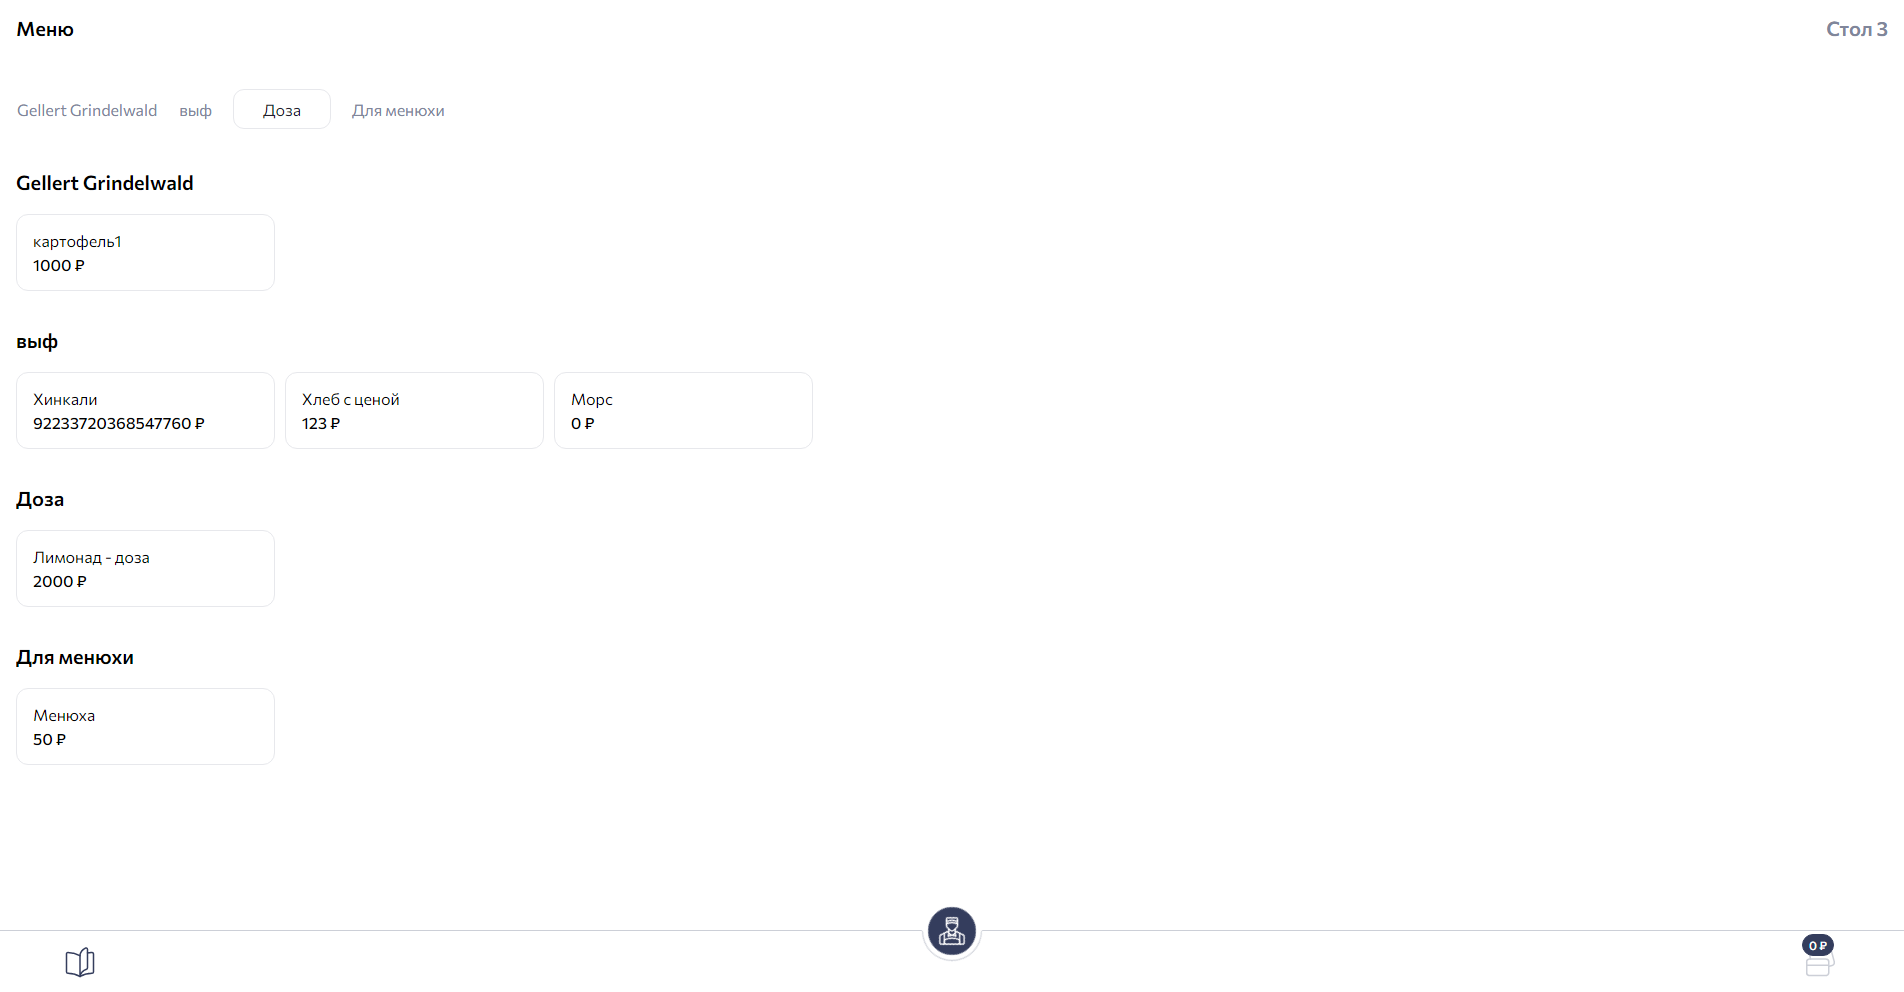 Меню
Стол 3
Gellert Grindelwald
выф
Доза
Для менюхи
Gellert Grindelwald
картофель1
1000 ₽
выф
Хинкали
92233720368547760 ₽
Хлеб с ценой
123 ₽
Морс
0 ₽
Доза
Лимонад - доза
2000 ₽
Для менюхи
Менюха
50 ₽
0 ₽